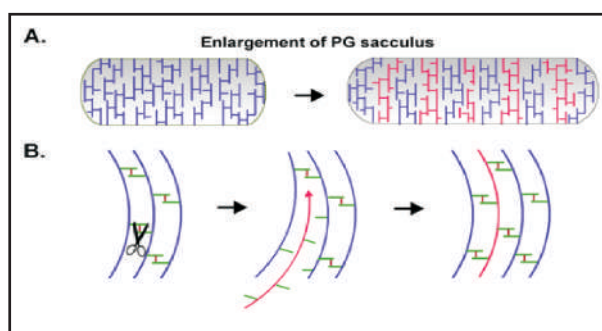 A.
Enlargement of PG sacculus
B.